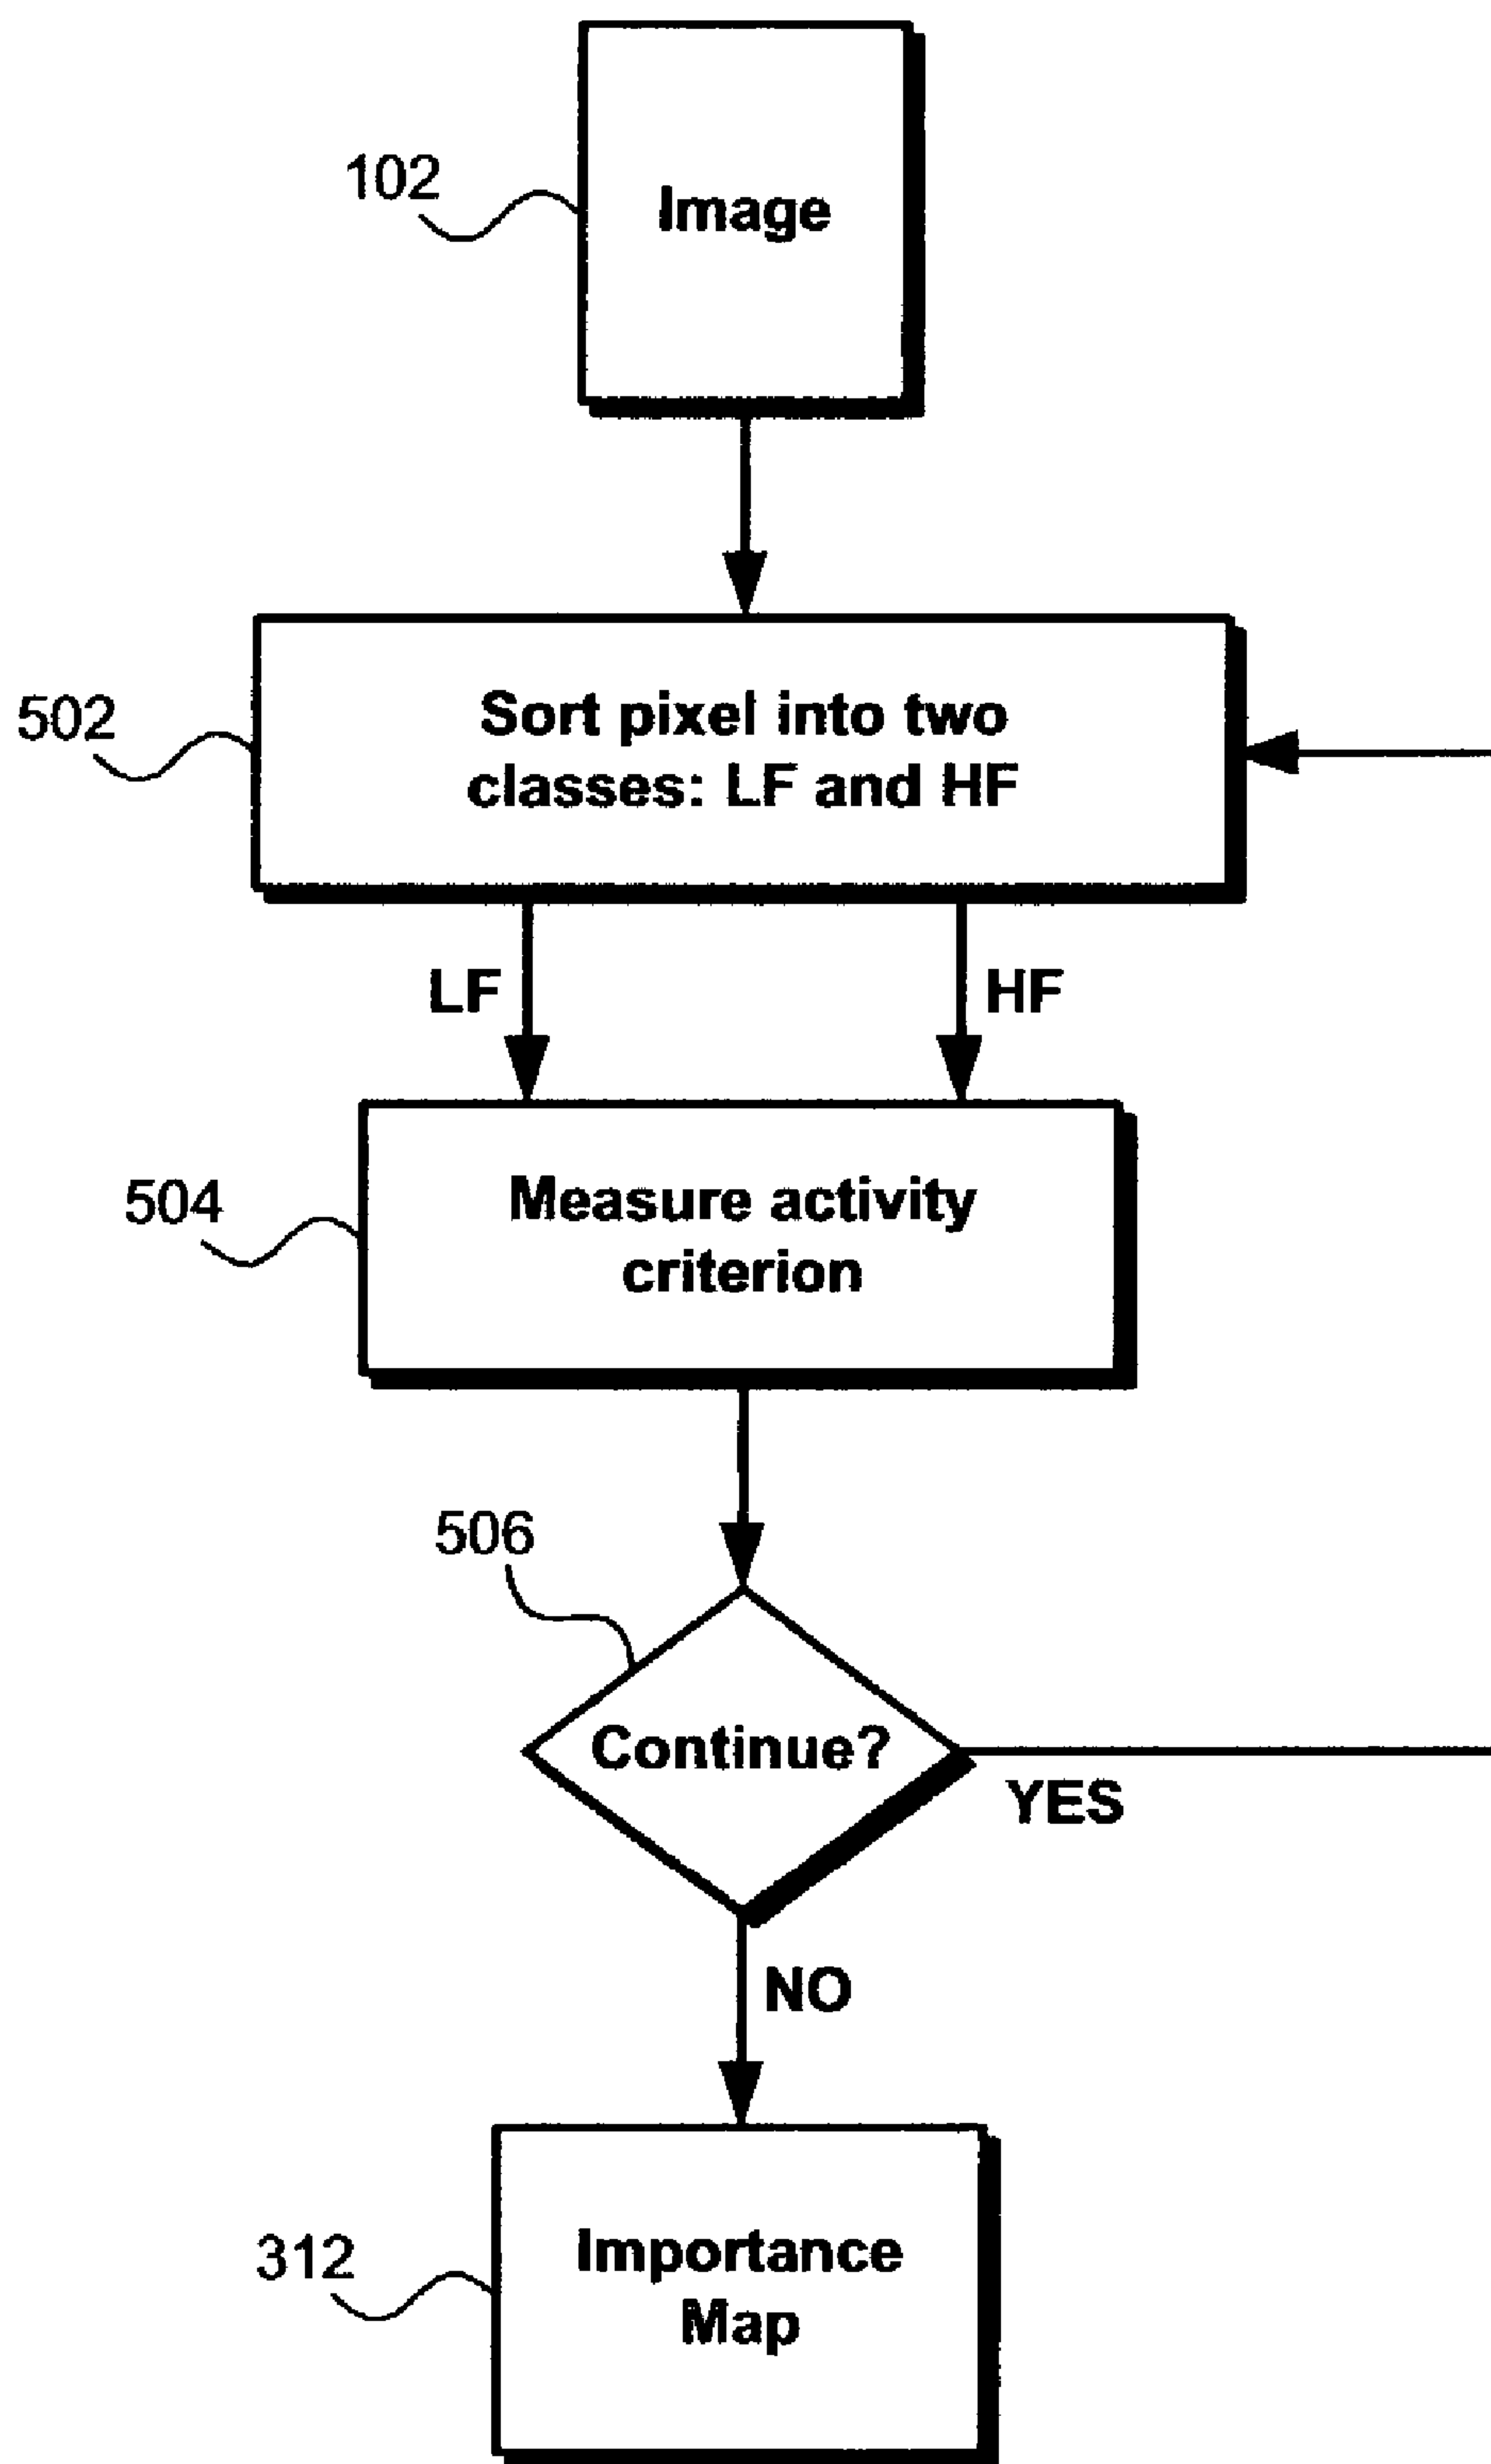 102
Image
502
Sort pixel into two
classes: LF and HF
LF
HF
504
Measure activity
criterion
506
Continue?
YES
NO
312
Importance
Map